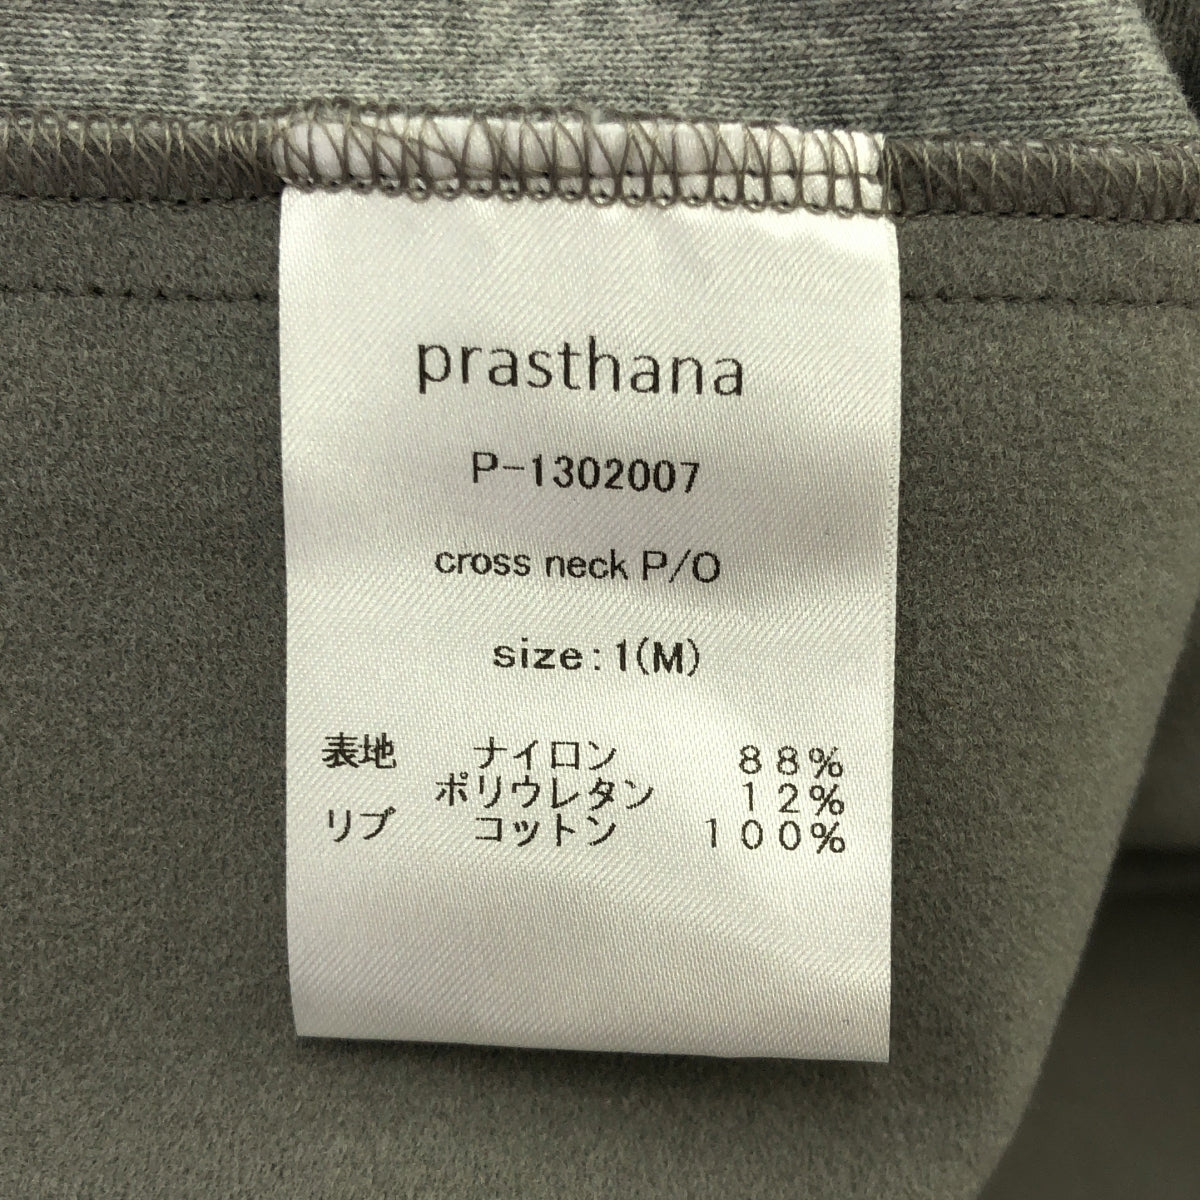 prasthana
P-1302007
cross neck P/O
size:1(M)
表地 ナイロン 88%
ポリウレタン 12%
リブ コットン 100%